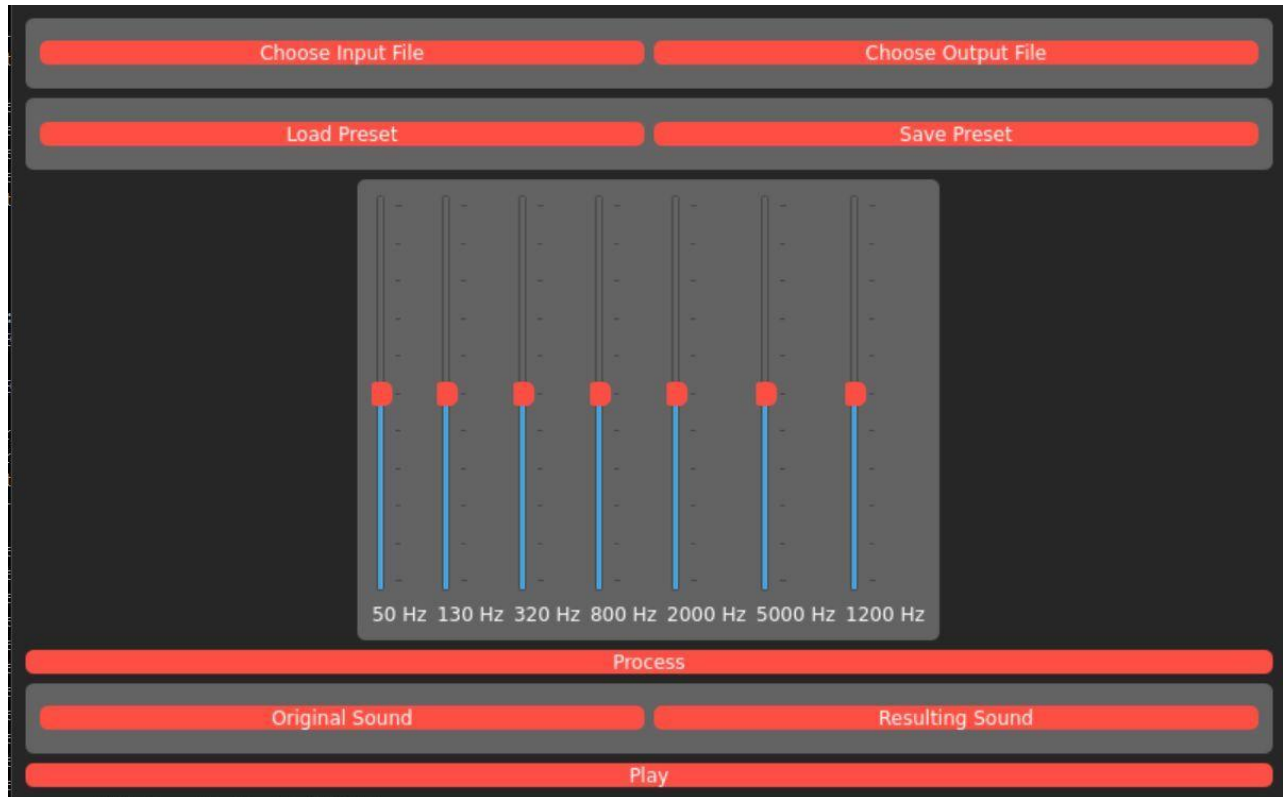 Choose Input File Choose Output File
Load Preset Save Preset
50 Hz 130 Hz 320 Hz 800 Hz 2000 Hz 5000 Hz 1200 Hz
Process
Original Sound Resulting Sound
Play